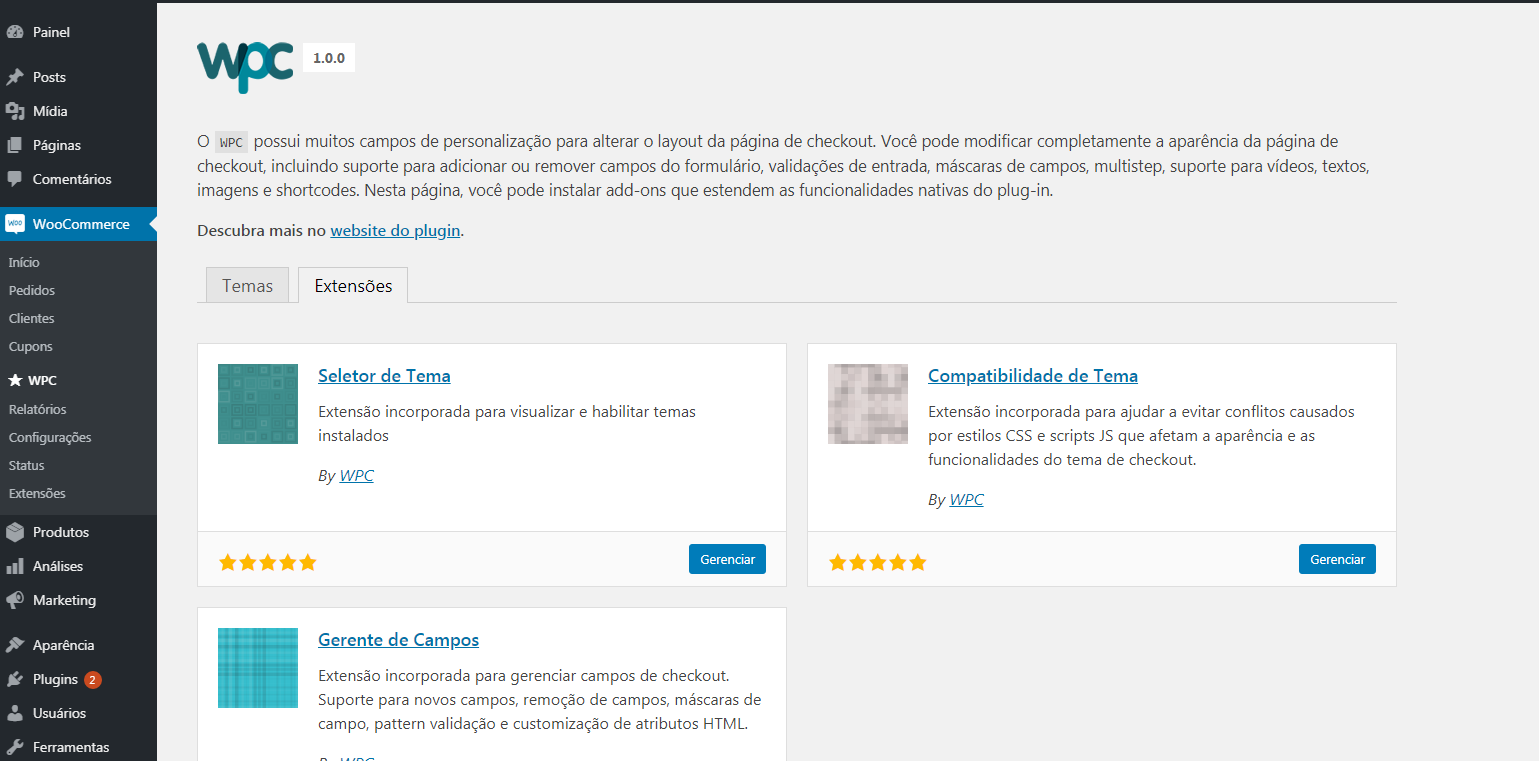 Painel
Posts
Mídia
Páginas
Comentários
WooCommerce
Início
Pedidos
Clientes
Cupons
WPC
Relatórios
Configurações
Status
Extensões
Produtos
Análises
Marketing
Aparência
Plugins 2
Usuários
Ferramentas
wpc 1.0.0
O WPC possui muitos campos de personalização para alterar o layout da página de checkout. Você pode modificar completamente a aparência da página de
checkout, incluindo suporte para adicionar ou remover campos do formulário, validações de entrada, máscaras de campos, multistep, suporte para vídeos, textos,
imagens e shortcodes. Nesta página, você pode instalar add-ons que estendem as funcionalidades nativas do plug-in.
Descubra mais no website do plugin.
Temas Extensões
Seletor de Tema
Extensão incorporada para visualizar e habilitar temas
instalados
By WPC
Gerenciar
Compatibilidade de Tema
Extensão incorporada para ajudar a evitar conflitos causados
por estilos CSS e scripts JS que afetam a aparência e as
funcionalidades do tema de checkout.
By WPC
Gerenciar
Gerente de Campos
Extensão incorporada para gerenciar campos de checkout.
Suporte para novos campos, remoção de campos, máscaras de
campo, pattern validação e customização de atributos HTML.
By WPC